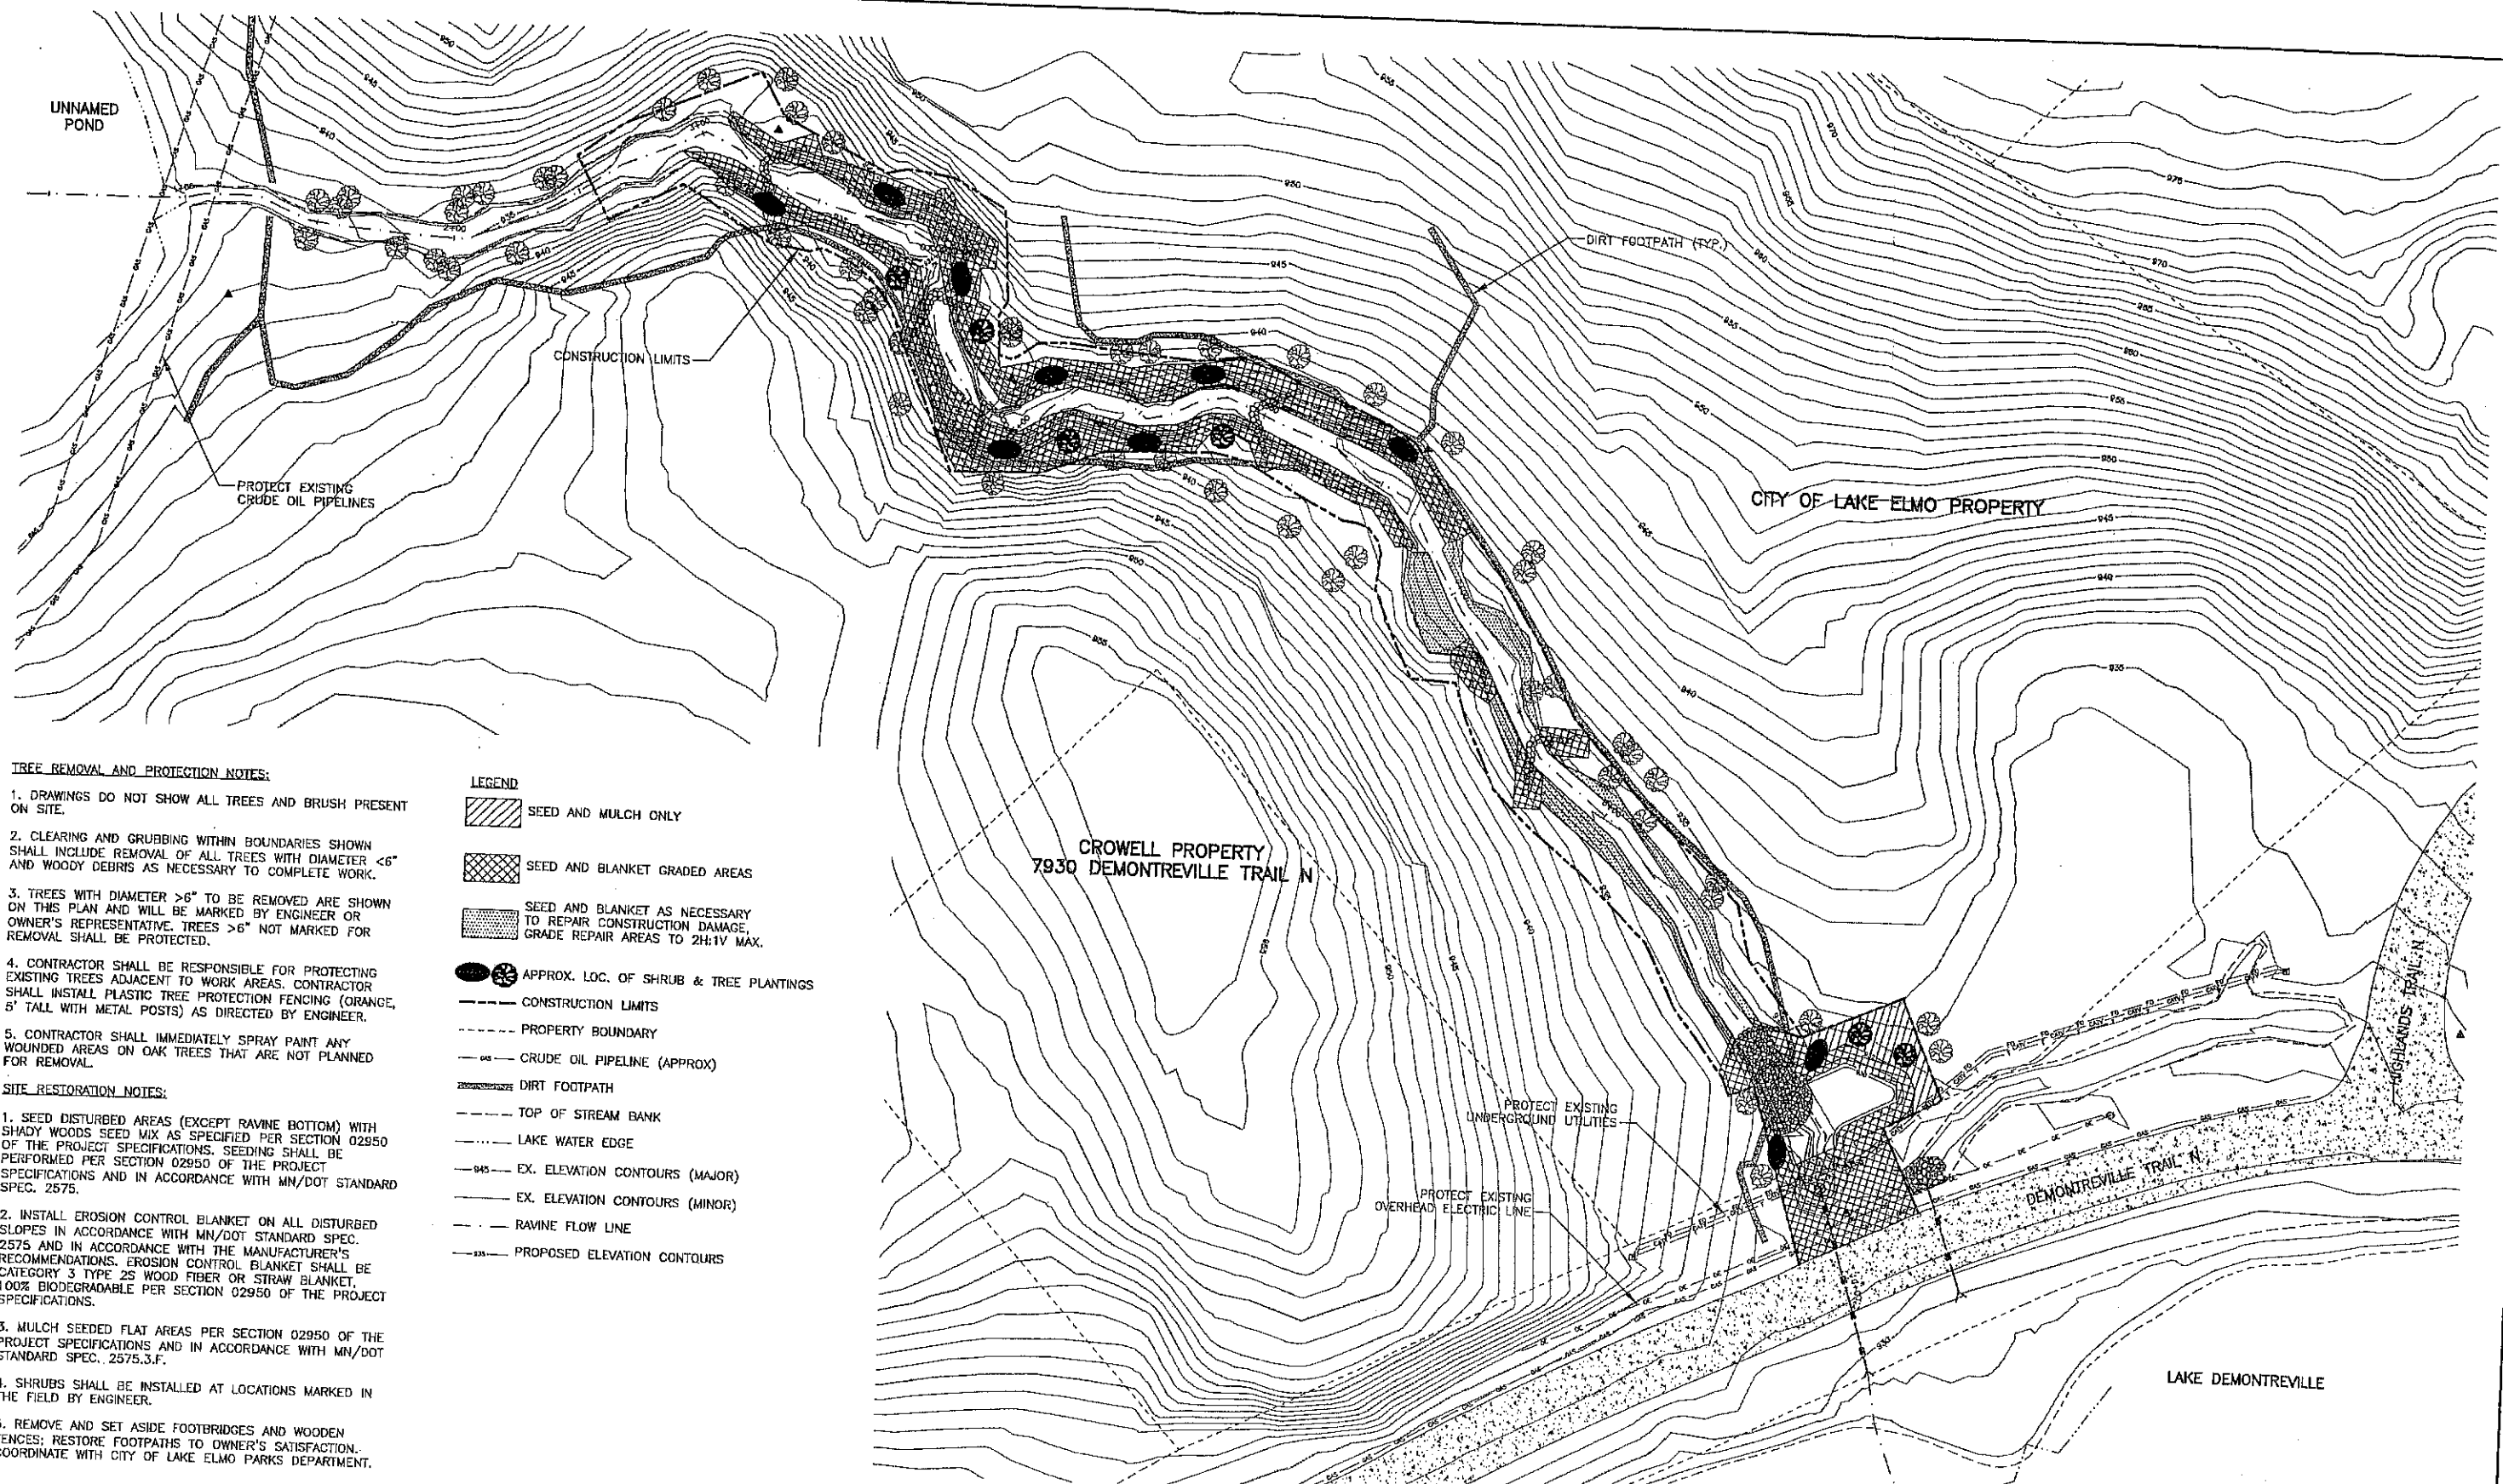 UNNAMED
POND
CONSTRUCTION LIMITS
PROTECT EXISTING
CRUDE OIL PIPELINES
DIRT FOOTPATH (TYP.)
CITY OF LAKE ELMO PROPERTY
CROWELL PROPERTY
7930 DEMONTREVILLE TRAIL N
PROTECT EXISTING
UNDERGROUND UTILITIES
PROTECT EXISTING
OVERHEAD ELECTRIC LINE
HIGHLANDS TRAIL N
DEMONTREVILLE TRAIL N
LAKE DEMONTREVILLE
TREE REMOVAL AND PROTECTION NOTES:
1. DRAWINGS DO NOT SHOW ALL TREES AND BRUSH PRESENT
ON SITE.
2. CLEARING AND GRUBBING WITHIN BOUNDARIES SHOWN
SHALL INCLUDE REMOVAL OF ALL TREES WITH DIAMETER <6"
AND WOODY DEBRIS AS NECESSARY TO COMPLETE WORK.
3. TREES WITH DIAMETER >6" TO BE REMOVED ARE SHOWN
ON THIS PLAN AND WILL BE MARKED BY ENGINEER OR
OWNER'S REPRESENTATIVE. TREES >6" NOT MARKED FOR
REMOVAL SHALL BE PROTECTED.
4. CONTRACTOR SHALL BE RESPONSIBLE FOR PROTECTING
EXISTING TREES ADJACENT TO WORK AREAS. CONTRACTOR
SHALL INSTALL PLASTIC TREE PROTECTION FENCING (ORANGE,
5' TALL WITH METAL POSTS) AS DIRECTED BY ENGINEER.
5. CONTRACTOR SHALL IMMEDIATELY SPRAY PAINT ANY
WOUNDED AREAS ON OAK TREES THAT ARE NOT PLANNED
FOR REMOVAL.
SITE RESTORATION NOTES:
1. SEED DISTURBED AREAS (EXCEPT RAVINE BOTTOM) WITH
SHADY WOODS SEED MIX AS SPECIFIED PER SECTION 02950
OF THE PROJECT SPECIFICATIONS. SEEDING SHALL BE
PERFORMED PER SECTION 02950 OF THE PROJECT
SPECIFICATIONS AND IN ACCORDANCE WITH MN/DOT STANDARD
SPEC. 2575.
2. INSTALL EROSION CONTROL BLANKET ON ALL DISTURBED
SLOPES IN ACCORDANCE WITH MN/DOT STANDARD SPEC.
2575 AND IN ACCORDANCE WITH THE MANUFACTURER'S
RECOMMENDATIONS. EROSION CONTROL BLANKET SHALL BE
CATEGORY 3 TYPE 2S WOOD FIBER OR STRAW BLANKET,
100% BIODEGRADABLE PER SECTION 02950 OF THE PROJECT
SPECIFICATIONS.
3. MULCH SEEDED FLAT AREAS PER SECTION 02950 OF THE
PROJECT SPECIFICATIONS AND IN ACCORDANCE WITH MN/DOT
STANDARD SPEC. 2575.3.F.
SHRUBS SHALL BE INSTALLED AT LOCATIONS MARKED IN
THE FIELD BY ENGINEER.
REMOVE AND SET ASIDE FOOTBRIDGES AND WOODEN
FENCES; RESTORE FOOTPATHS TO OWNER'S SATISFACTION.
COORDINATE WITH CITY OF LAKE ELMO PARKS DEPARTMENT.
LEGEND
SEED AND MULCH ONLY
SEED AND BLANKET GRADED AREAS
SEED AND BLANKET AS NECESSARY
TO REPAIR CONSTRUCTION DAMAGE,
GRADE REPAIR AREAS TO 2H:1V MAX.
APPROX. LOC. OF SHRUB & TREE PLANTINGS
CONSTRUCTION LIMITS
PROPERTY BOUNDARY
GAS CRUDE OIL PIPELINE (APPROX)
DIRT FOOTPATH
TOP OF STREAM BANK
LAKE WATER EDGE
945 EX. ELEVATION CONTOURS (MAJOR)
EX. ELEVATION CONTOURS (MINOR)
RAVINE FLOW LINE
935 PROPOSED ELEVATION CONTOURS